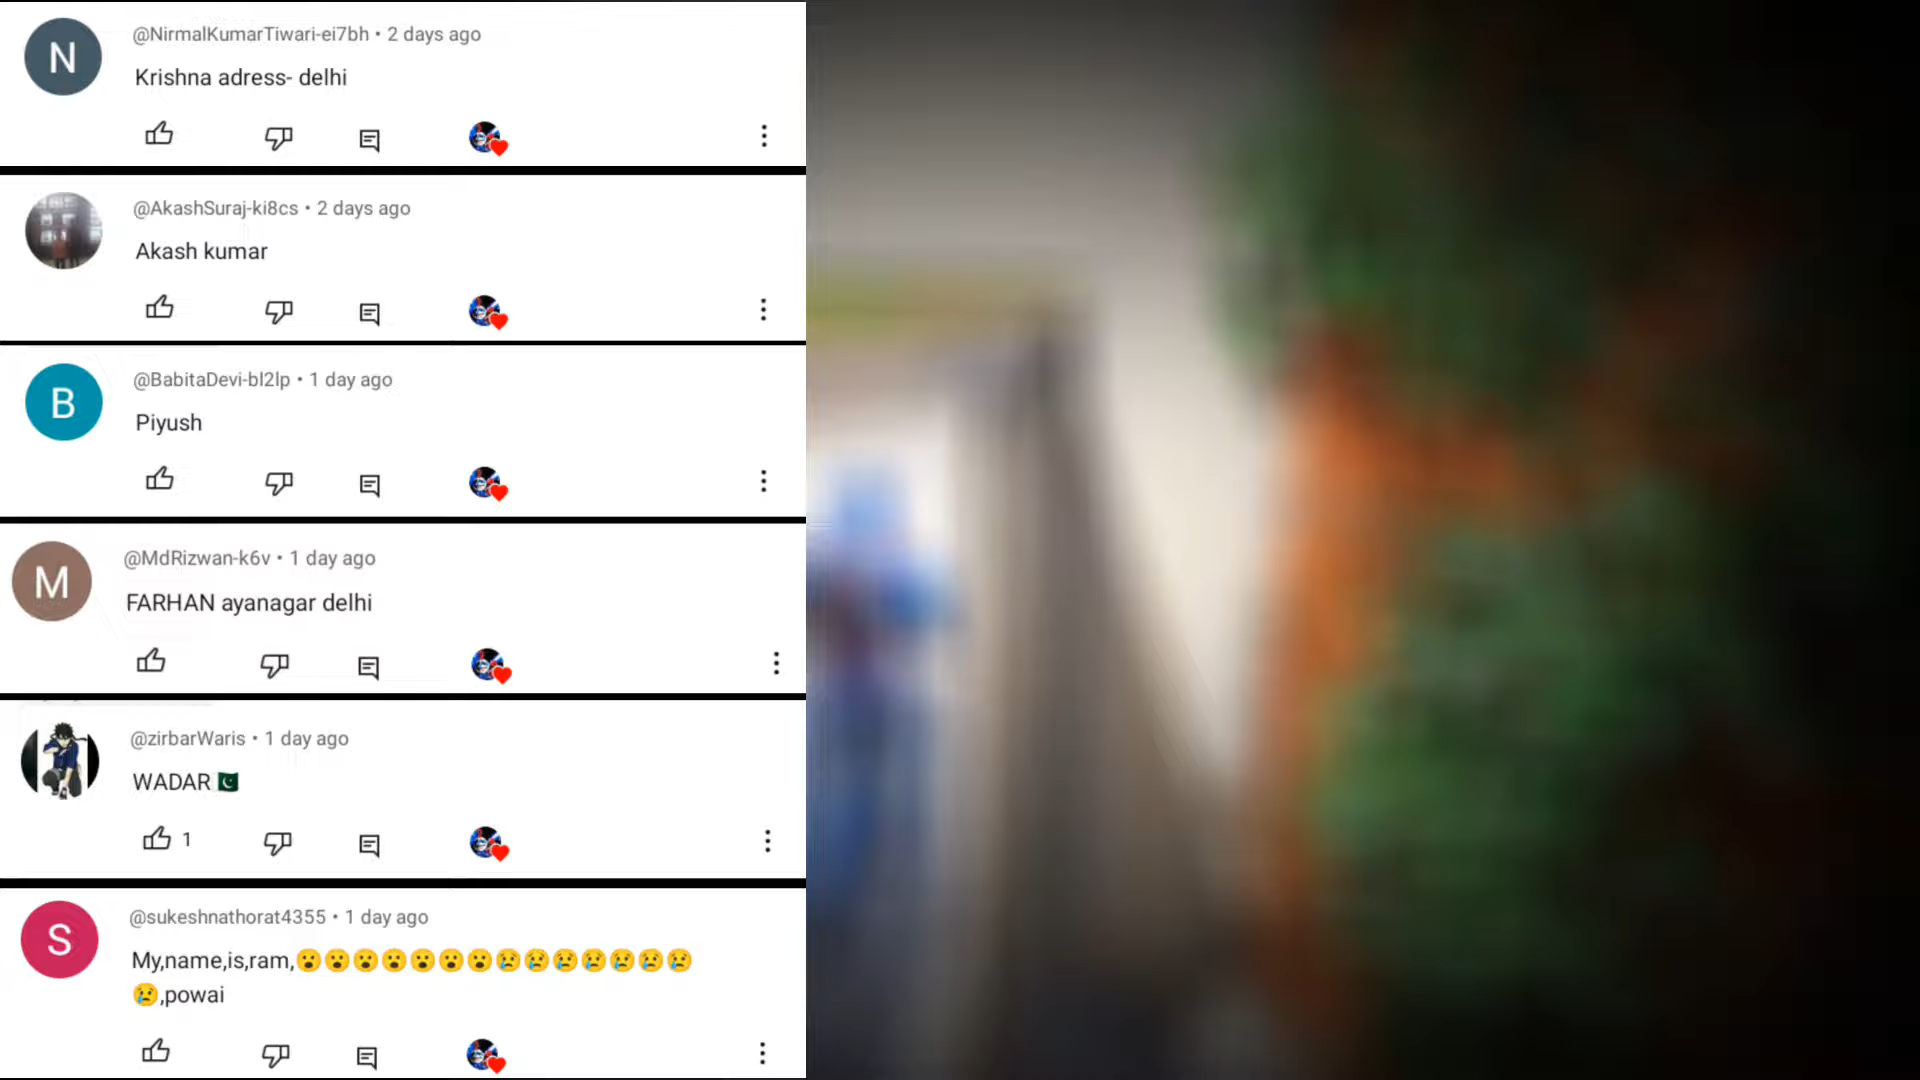 N
@NirmalKumarTiwari-ei7bh • 2 days ago
Krishna adress- delhi
@AkashSuraj-ki8cs • 2 days ago
Akash kumar
B
@BabitaDevi-bl2lp • 1 day ago
Piyush
M
@MdRizwan-k6v • 1 day ago
FARHAN ayanagar delhi
@zirbarWaris • 1 day ago
WADAR 🇵🇰
1
S
@sukeshnathorat4355 • 1 day ago
My,name,is,ram,😮😮😮😮😮😮😮😢😢😢😢😢😢😢
😢,powai